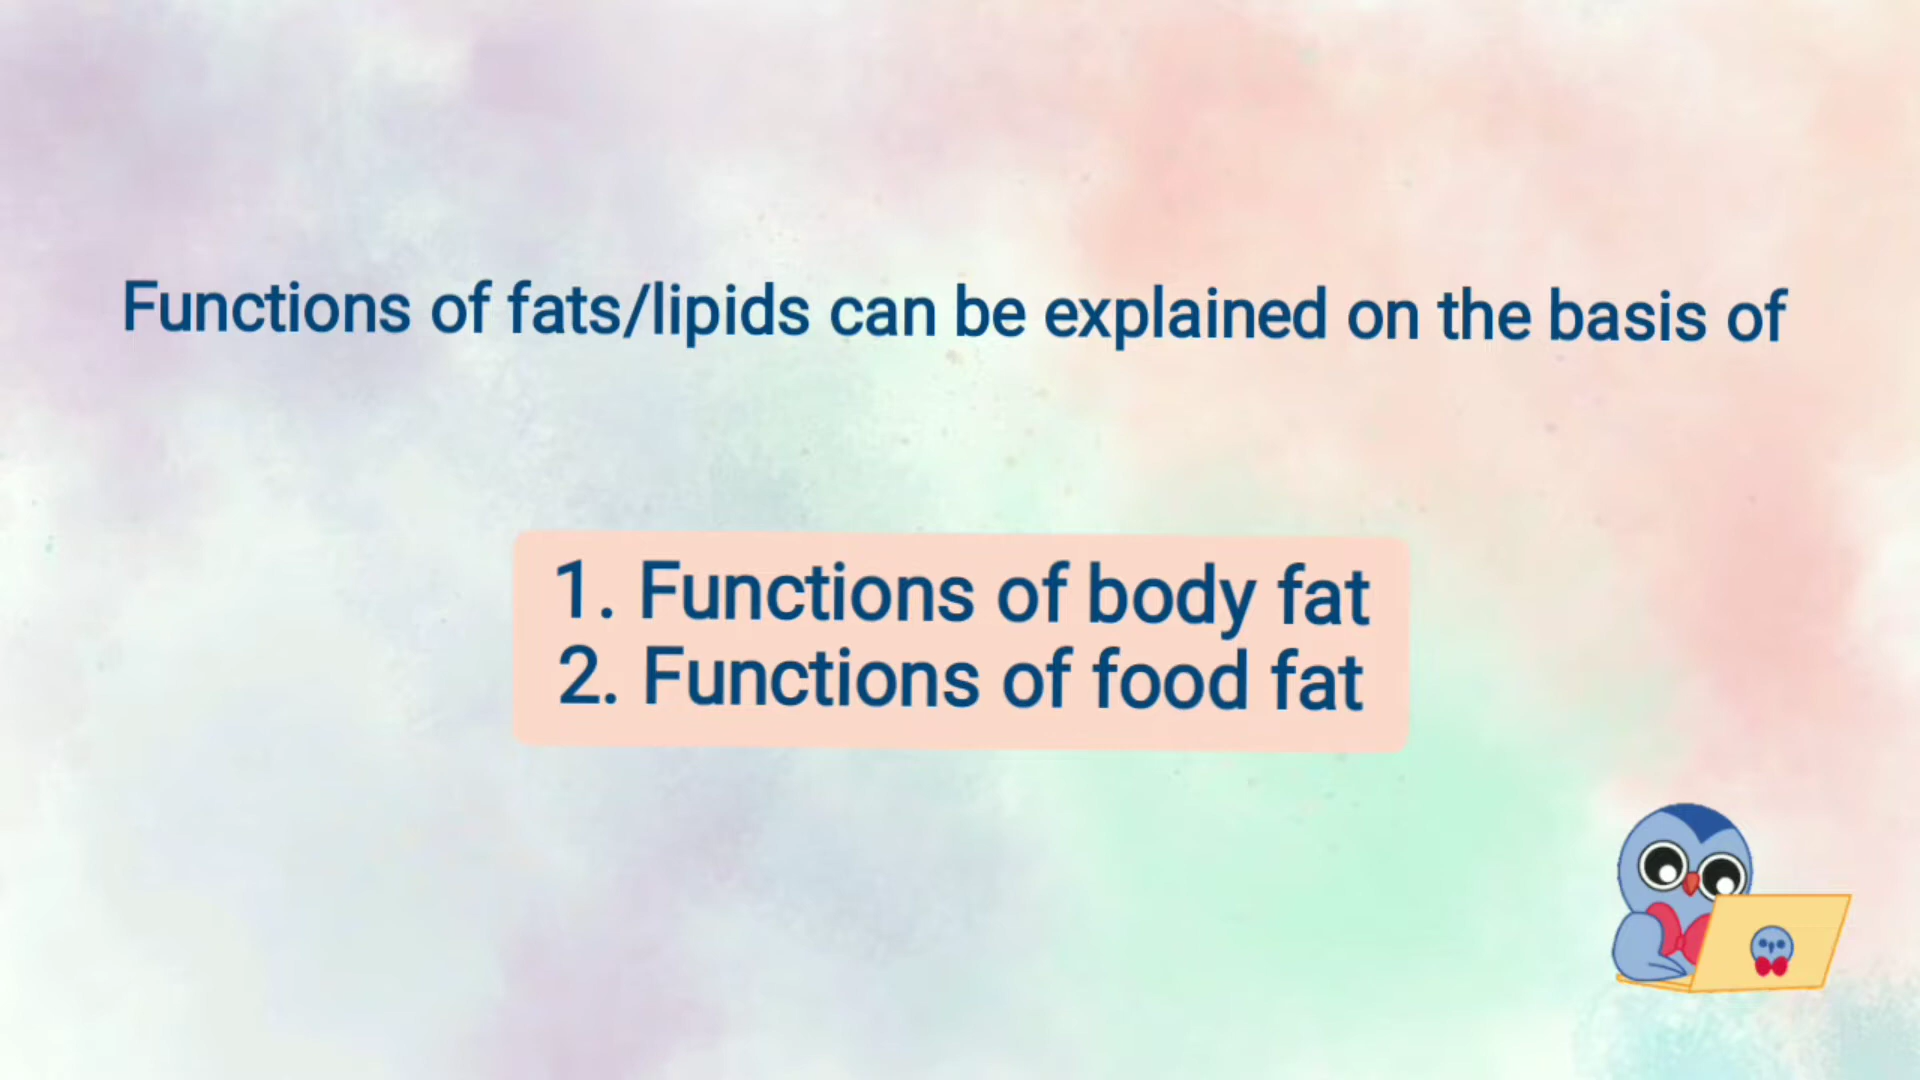 Functions of fats/lipids can be explained on the basis of
1. Functions of body fat
2. Functions of food fat